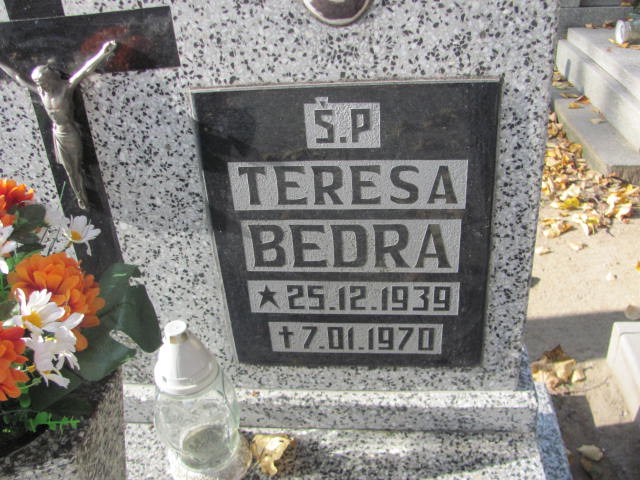 Ś.P
TERESA
BEDRA
★25.12.1939
✝7.01.1970